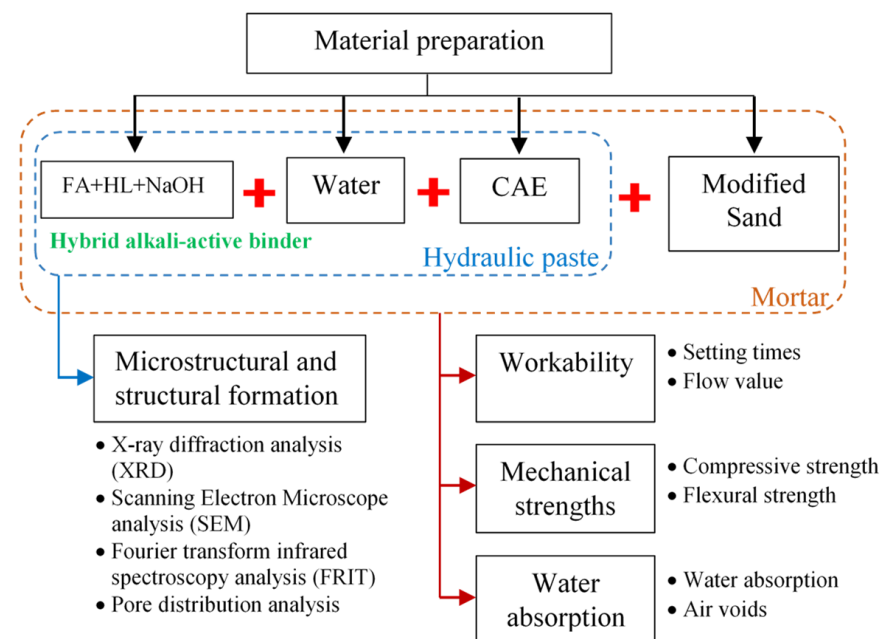 Material preparation
FA+HL+NaOH
Water
CAE
Modified
Sand
Hybrid alkali-active binder
Hydraulic paste
Mortar
Microstructural and
structural formation
• X-ray diffraction analysis
(XRD)
• Scanning Electron Microscope
analysis (SEM)
• Fourier transform infrared
spectroscopy analysis (FRIT)
• Pore distribution analysis
Workability
• Setting times
• Flow value
Mechanical
strengths
• Compressive strength
• Flexural strength
Water
absorption
• Water absorption
• Air voids